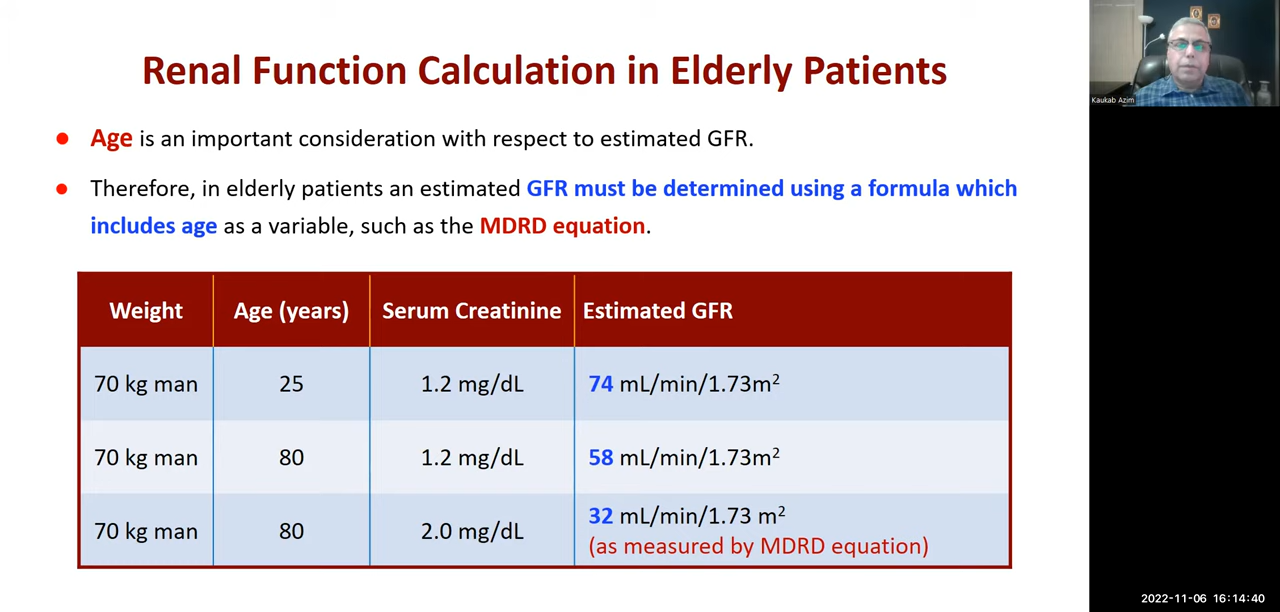 Renal Function Calculation in Elderly Patients
Kaukab Azim
● Age is an important consideration with respect to estimated GFR.
● Therefore, in elderly patients an estimated GFR must be determined using a formula which
includes age as a variable, such as the MDRD equation.
Weight Age (years) Serum Creatinine Estimated GFR
70 kg man 25 1.2 mg/dL 74 mL/min/1.73m²
70 kg man 80 1.2 mg/dL 58 mL/min/1.73m²
70 kg man 80 2.0 mg/dL 32 mL/min/1.73 m²
(as measured by MDRD equation)
2022-11-06 16:14:40